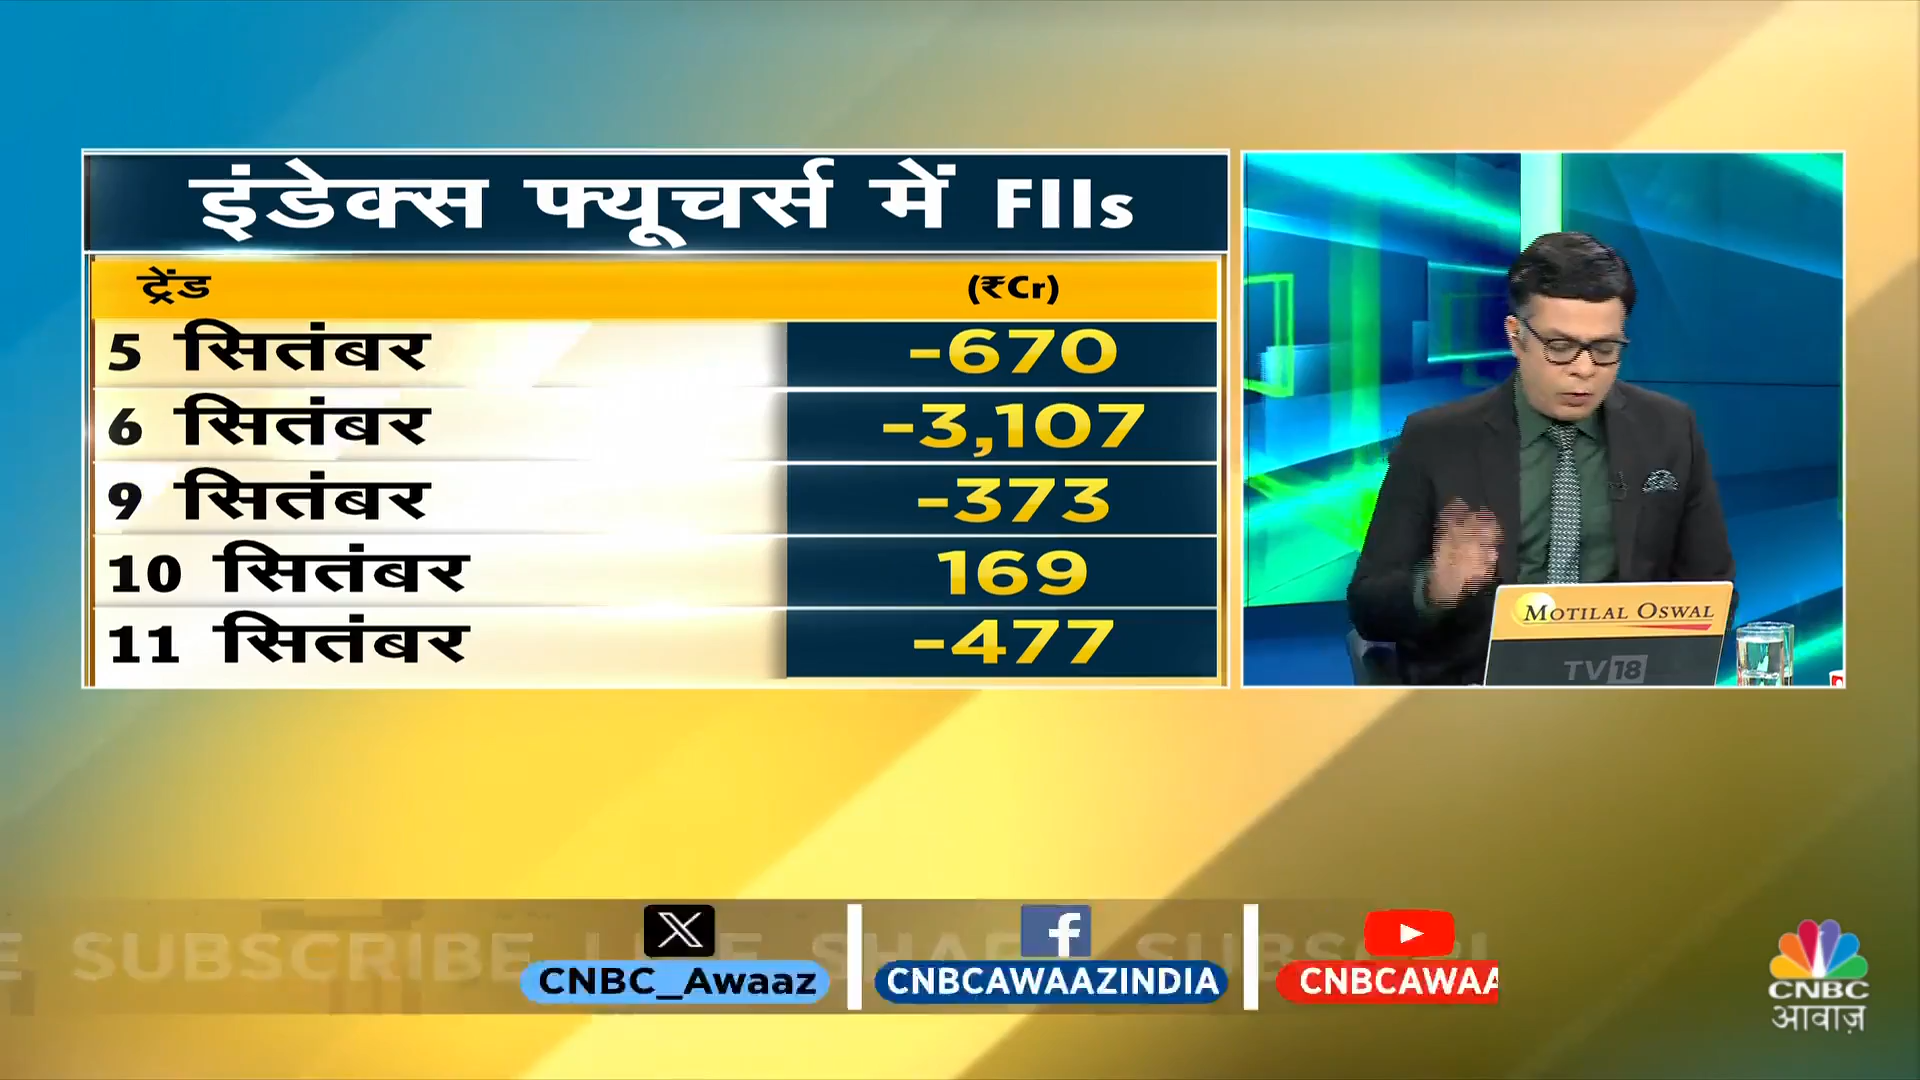 इंडेक्स फ्यूचर्स में FIIs
ट्रेंड (₹Cr)
5 सितंबर -670
6 सितंबर -3,107
9 सितंबर -373
10 सितंबर 169
11 सितंबर -477
MOTILAL OSWAL
TV18
SUBSCRIBE
CNBC_Awaaz
CNBCAWAAZINDIA
CNBCAWAA
CNBC
आवाज़